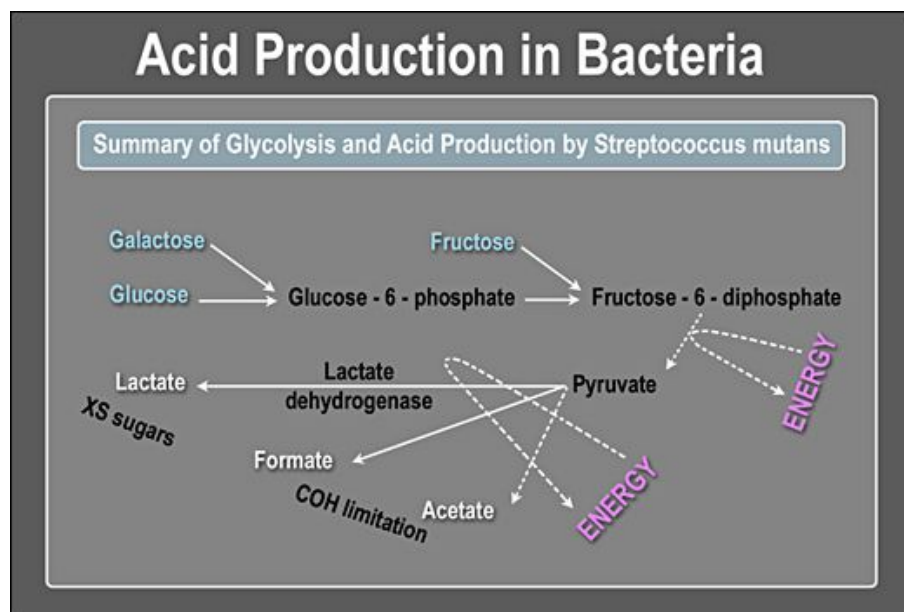 Acid Production in Bacteria
Summary of Glycolysis and Acid Production by Streptococcus mutans
Galactose
Fructose
Glucose
Glucose - 6 - phosphate
Fructose - 6 - diphosphate
ENERGY
Lactate
Lactate
dehydrogenase
Pyruvate
XS sugars
Formate
COH limitation
Acetate
ENERGY